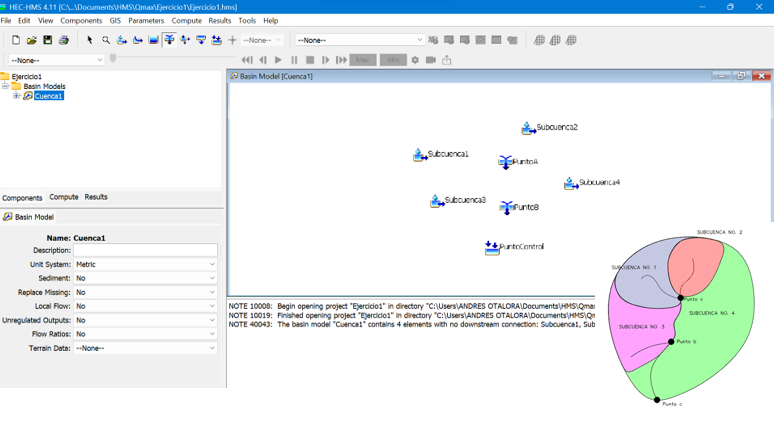 HEC-HMS 4.11 [C:\...\Documents\HMS\Qmax\Ejercicio1\Ejercicio1.hms]
File Edit View Components GIS Parameters Compute Results Tools Help
--None-- --None--
--None-- Max Min
Ejercicio1
Basin Models
Cuenca1
Components Compute Results
Basin Model
Name: Cuenca1
Description:
Unit System: Metric
Sediment: No
Replace Missing: No
Local Flow: No
Unregulated Outputs: No
Flow Ratios: No
Terrain Data: --None--
Basin Model [Cuenca1]
Subcuenca2
Subcuenca1
PuntoA
Subcuenca4
Subcuenca3
PuntoB
PuntoControl
NOTE 10008: Begin opening project "Ejercicio1" in directory "C:\Users\ANDRES OTALORA\Documents\HMS\Qma
NOTE 10019: Finished opening project "Ejercicio1" in directory "C:\Users\ANDRES OTALORA\Documents\HMS\Qm
NOTE 40043: The basin model "Cuenca1" contains 4 elements with no downstream connection: Subcuenca1, Sub
SUBCUENCA NO. 2
SUBCUENCA NO. 1
Punto c
SUBCUENCA NO. 4
SUBCUENCA NO. 3
Punto b
Punto c